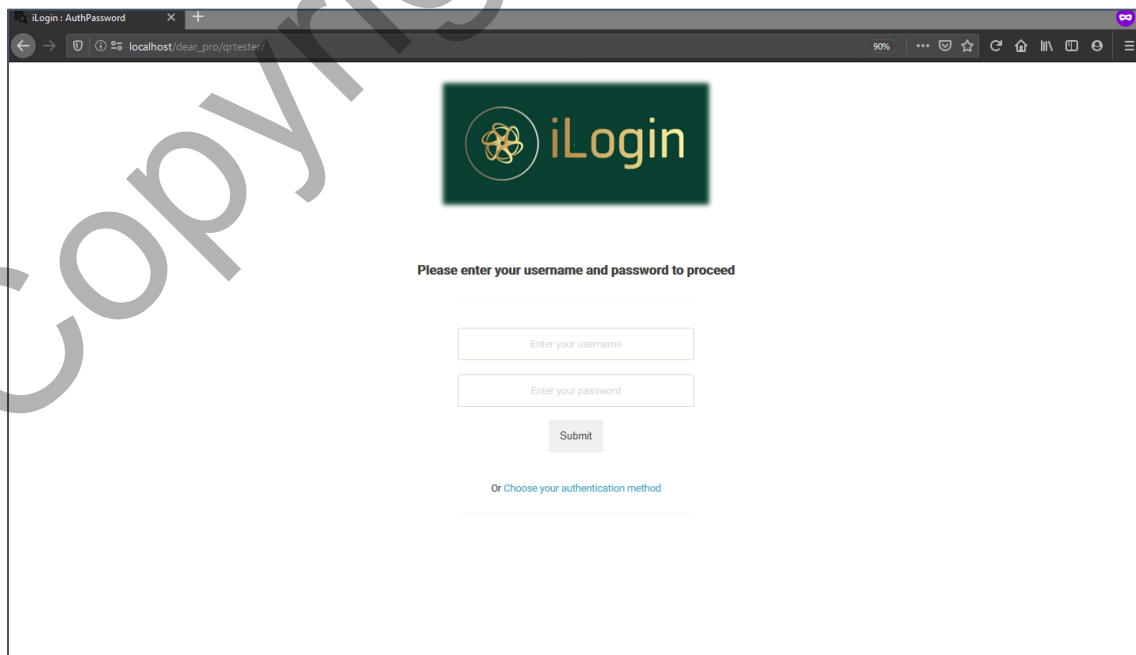 iLogin : AuthPassword
localhost/dear_pro/qrtester/
90%
iLogin
Please enter your username and password to proceed
Enter your username
Enter your password
Submit
Or Choose your authentication method
Copyrig